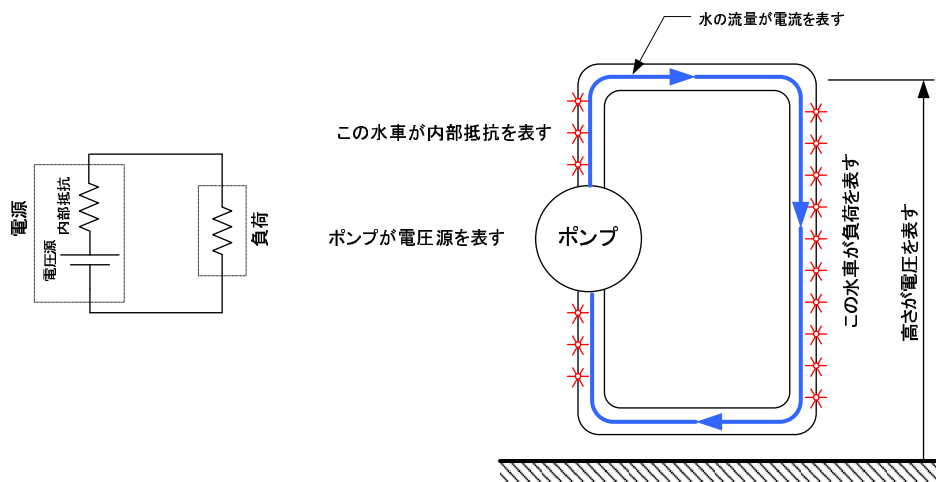 水の流量が電流を表す
この水車が内部抵抗を表す
ポンプが電圧源を表す
ポンプ
この水車が負荷を表す
高さが電圧を表す
電源
内部抵抗
電圧源
負荷